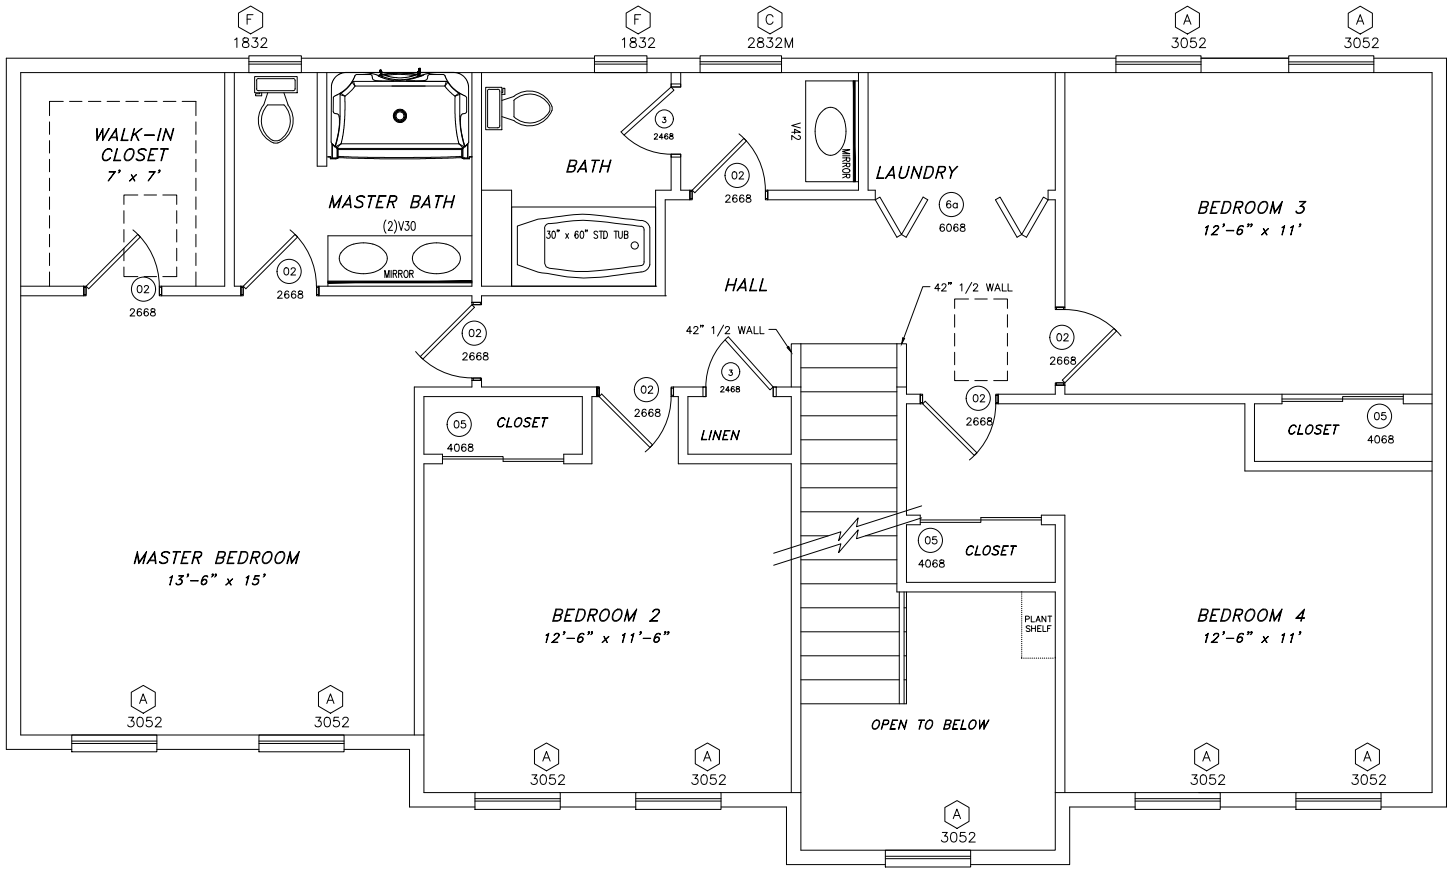 F
1832
F
1832
C
2832M
A
3052
A
3052
WALK-IN
CLOSET
7' x 7'
02
2668
MASTER BATH
(2)V30
MIRROR
02
2668
BATH
30" x 60" STD TUB
3
2468
02
2668
V42
MIRROR
LAUNDRY
6a
6068
BEDROOM 3
12'-6" x 11'
HALL
42" 1/2 WALL
42" 1/2 WALL
02
2668
02
2668
02
2668
3
2468
02
2668
05
4068
CLOSET
LINEN
CLOSET
05
4068
05
4068
CLOSET
MASTER BEDROOM
13'-6" x 15'
BEDROOM 2
12'-6" x 11'-6"
PLANT
SHELF
BEDROOM 4
12'-6" x 11'
OPEN TO BELOW
A
3052
A
3052
A
3052
A
3052
A
3052
A
3052
A
3052